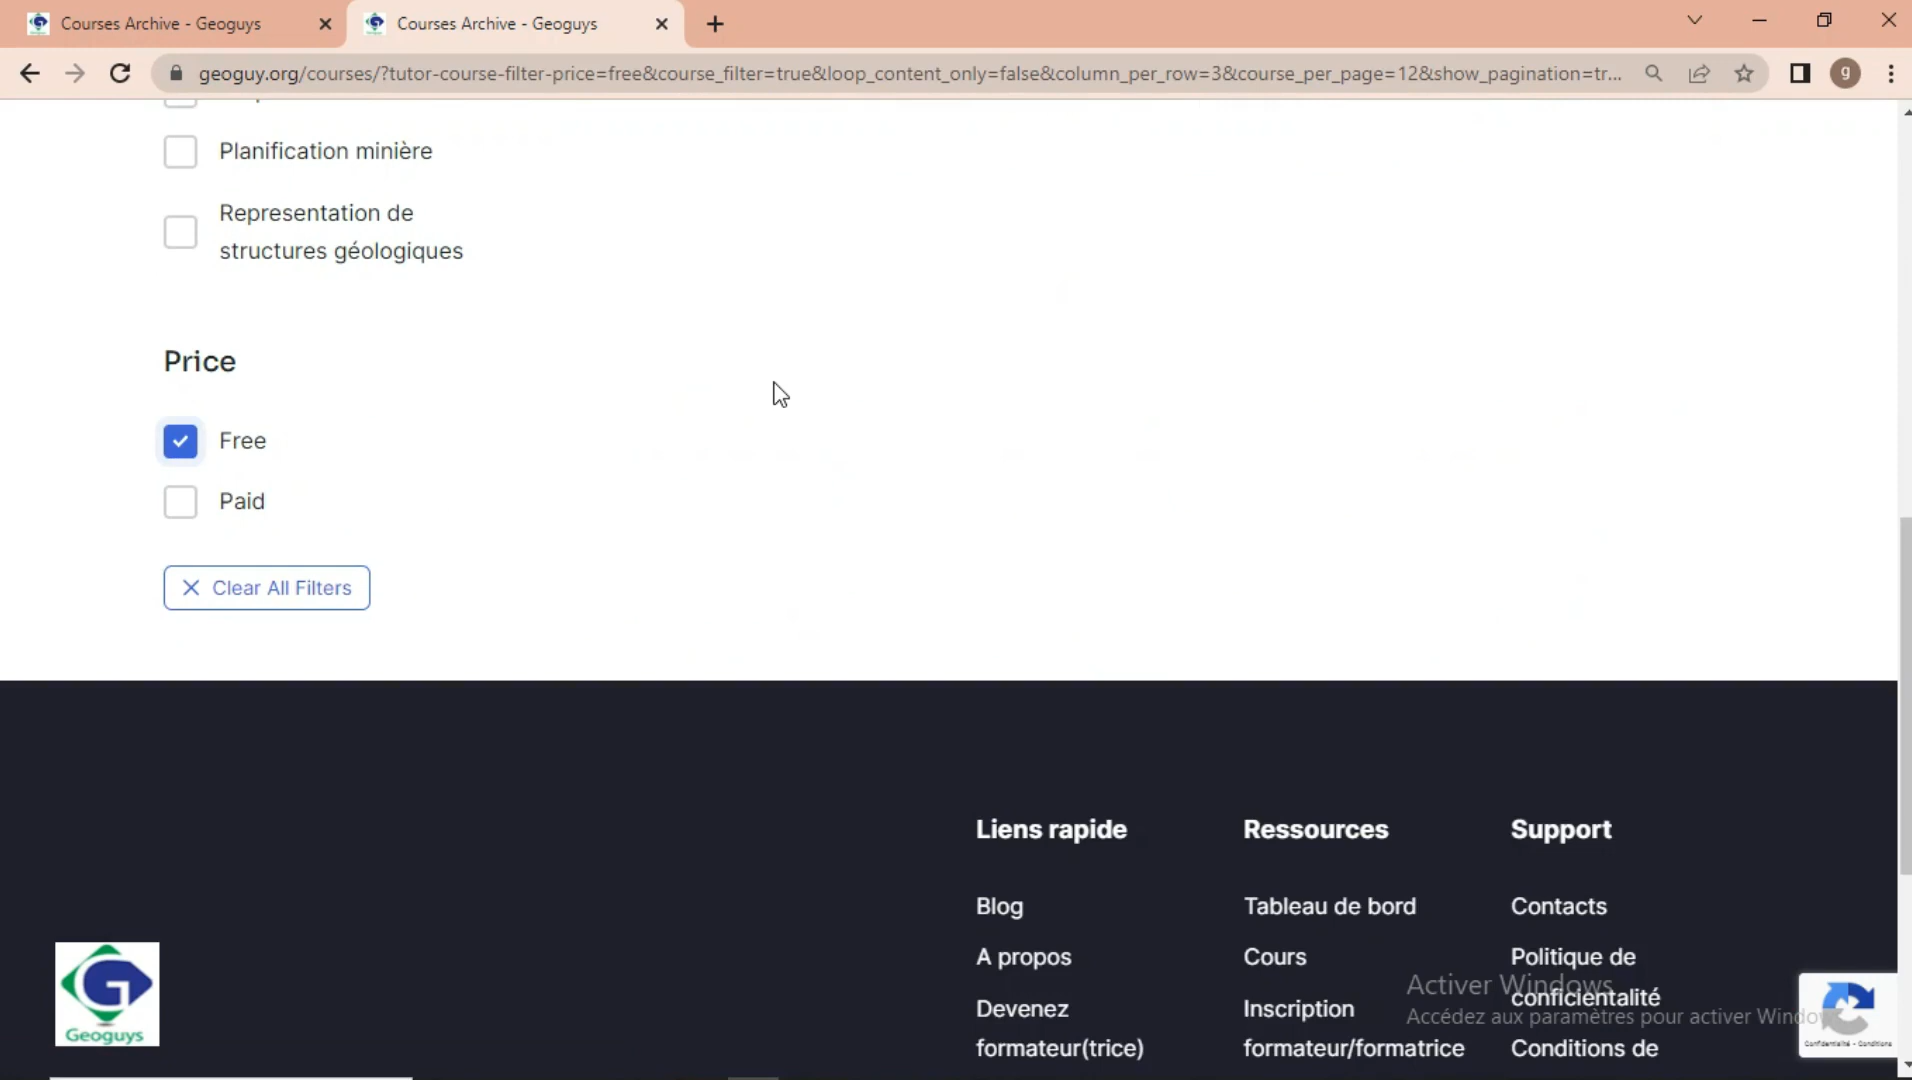 Courses Archive - Geoguys
Courses Archive - Geoguys
geoguy.org/courses/?tutor-course-filter-price=free&course_filter=true&loop_content_only=false&column_per_row=3&course_per_page=12&show_pagination=tr...
g
Planification minière
Representation de
structures géologiques
Price
Free
Paid
Clear All Filters
Liens rapide
Ressources
Support
Blog
Tableau de bord
Contacts
A propos
Cours
Politique de
conficientalité
Devenez
formateur(trice)
Inscription
formateur/formatrice
Conditions de
Activer Windows
Accédez aux paramètres pour activer Windo
Geoguys
Confidentialité - Conditions